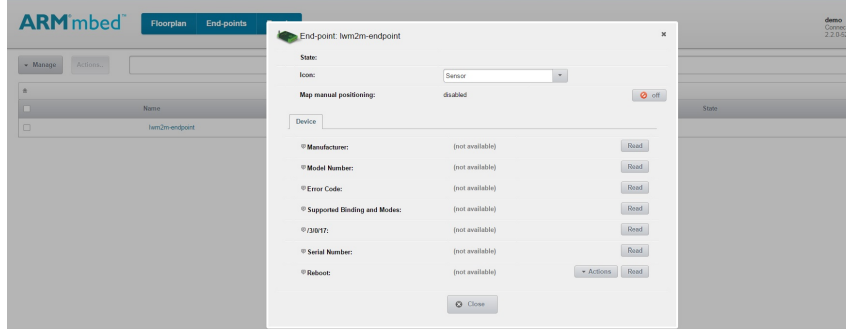 ARM mbed
Floorplan End-points
demo
+ Manage Actions
Name State
lwm2m-endpoint
End-point: lwm2m-endpoint
State:
Icon: Sensor
Map manual positioning: disabled off
Device
Manufacturer: (not available) Read
Model Number: (not available) Read
Error Code: (not available) Read
Supported Binding and Modes: (not available) Read
/3/0/17: (not available) Read
Serial Number: (not available) Read
Reboot: (not available) + Actions Read
Close